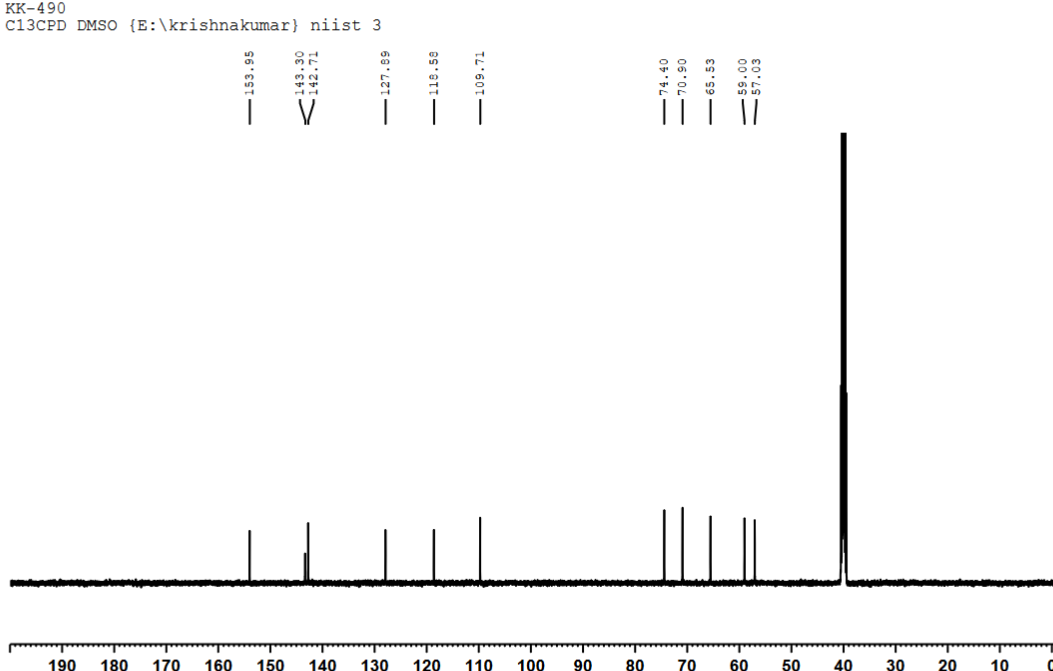 KK-490
C13CPD DMSO {E:\krishnakumar} niist 3
153.95 143.30 142.71 127.89 118.58 109.71 74.40 70.90 65.53 59.00 57.03
190 180 170 160 150 140 130 120 110 100 90 80 70 60 50 40 30 20 10 0